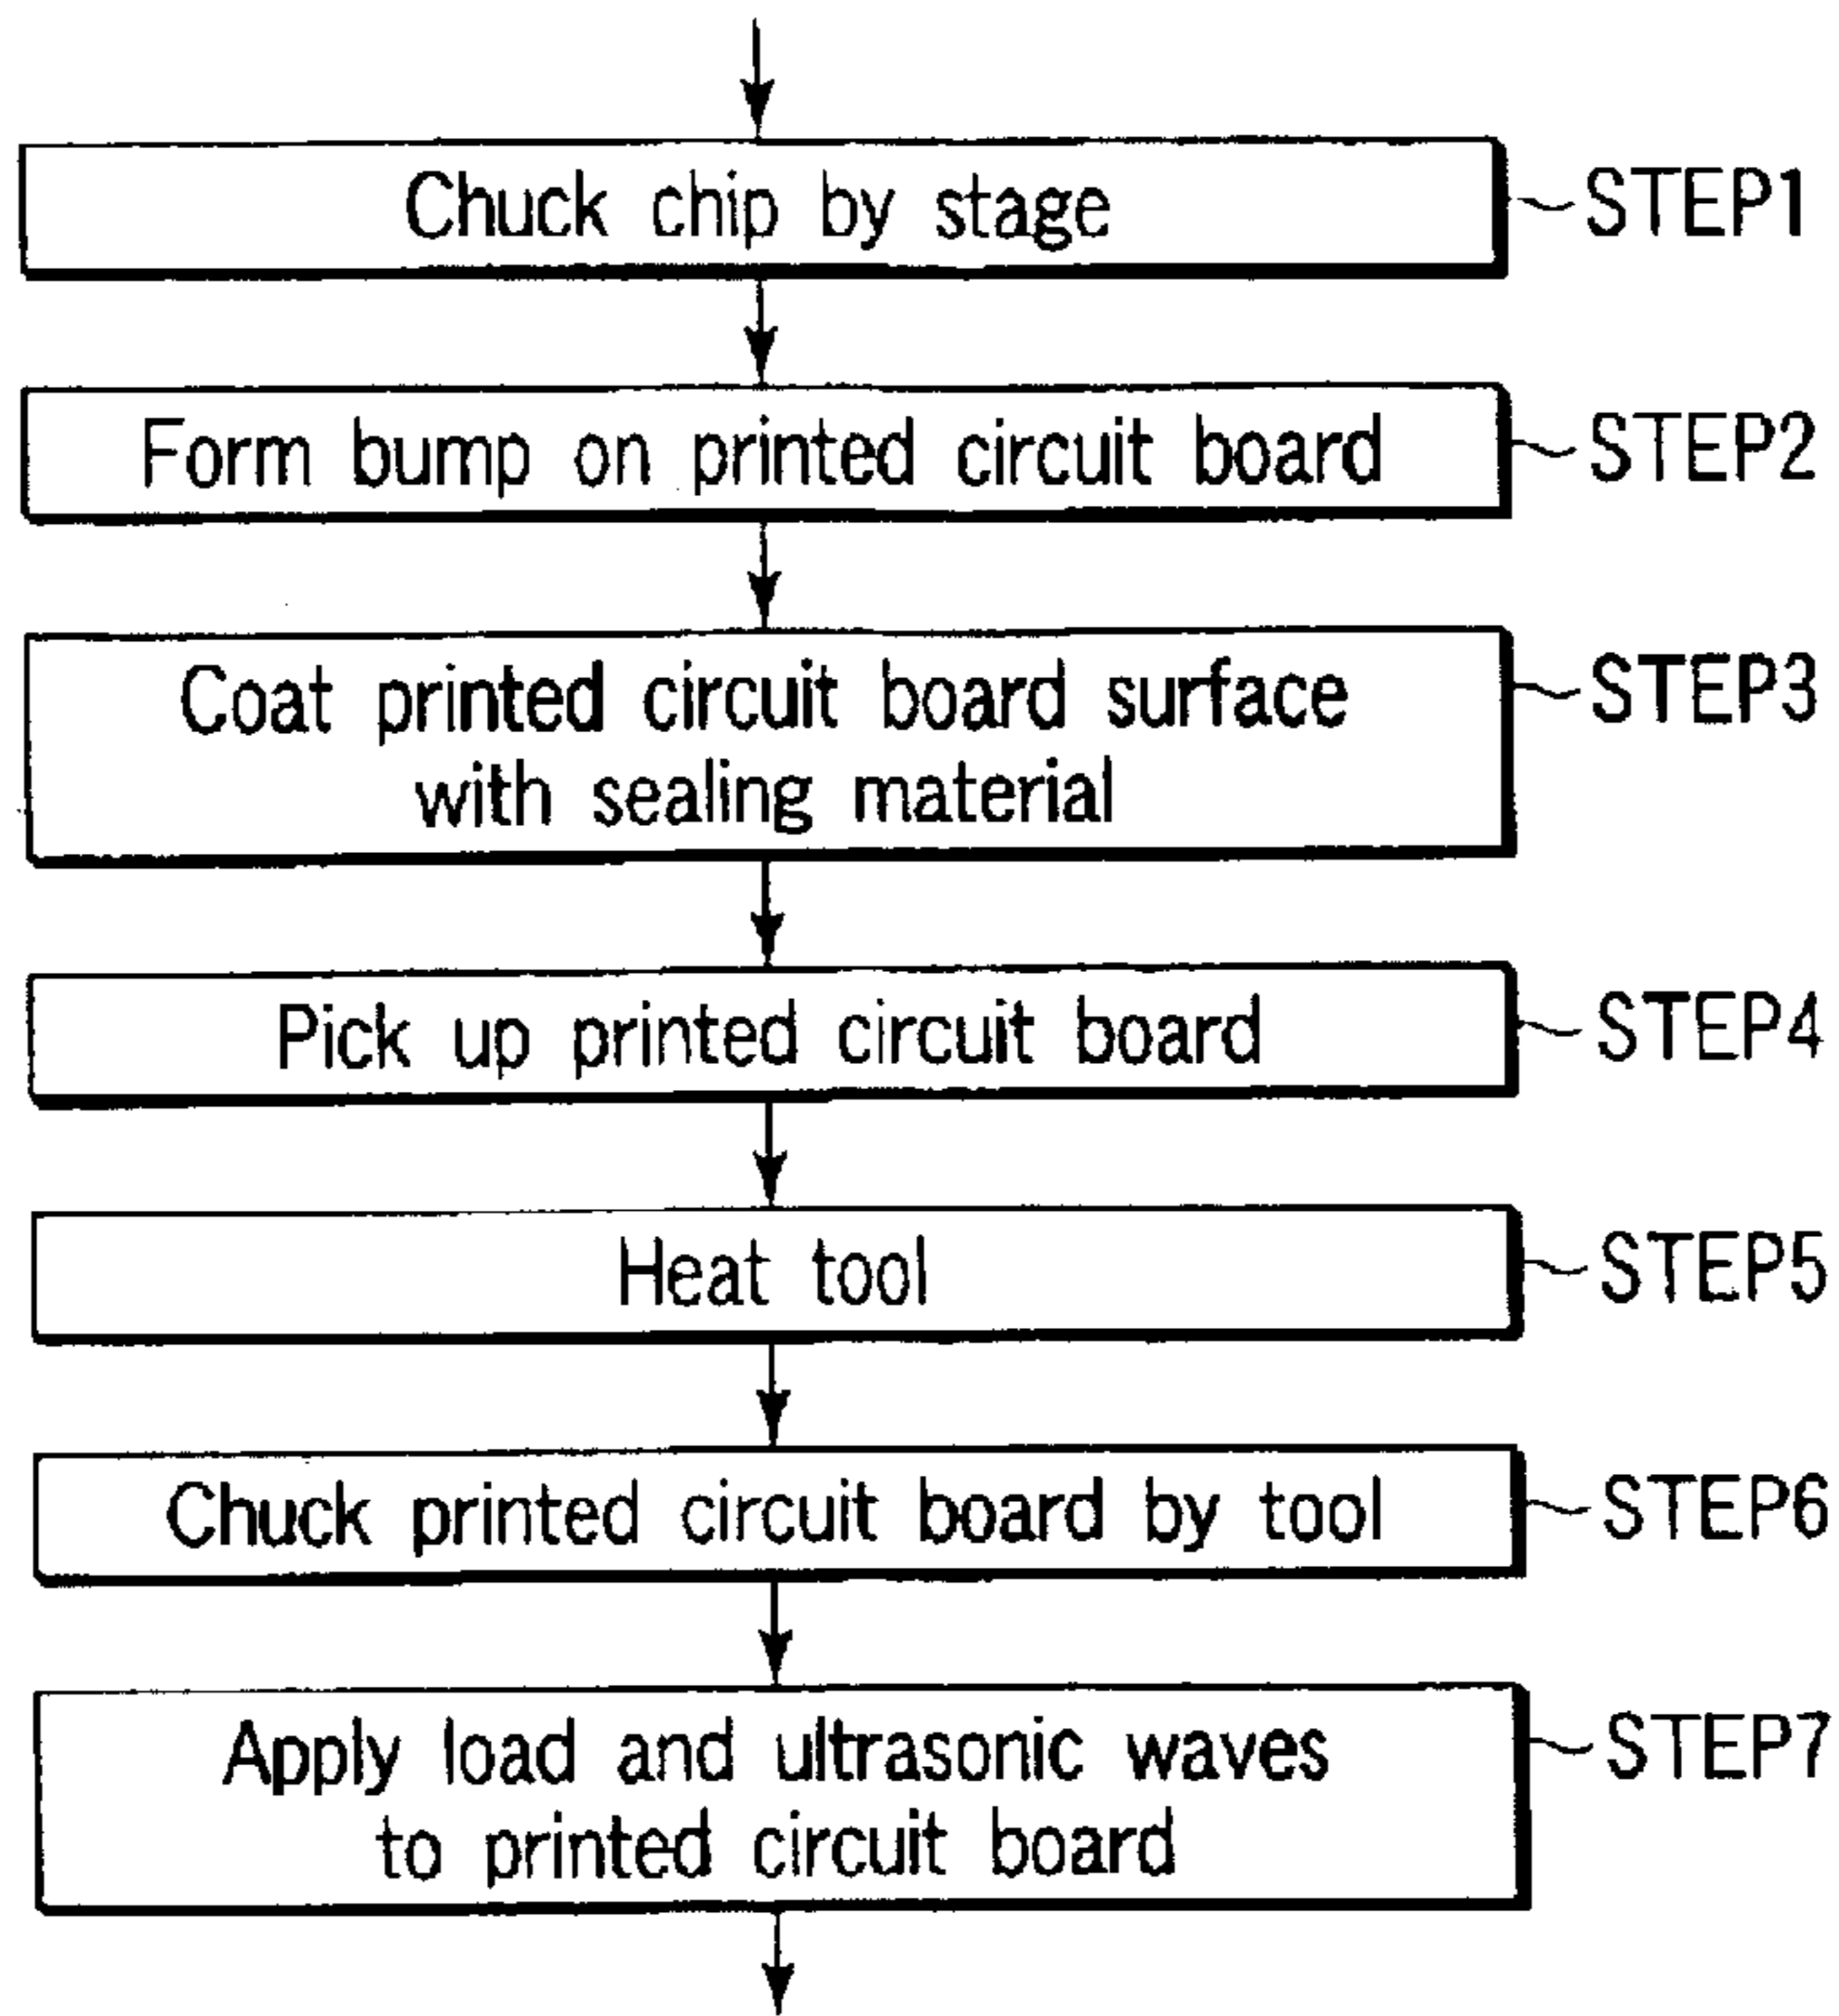 Chuck chip by stage
STEP1
Form bump on printed circuit board
STEP2
Coat printed circuit board surface
with sealing material
STEP3
Pick up printed circuit board
STEP4
Heat tool
STEP5
Chuck printed circuit board by tool
STEP6
Apply load and ultrasonic waves
to printed circuit board
STEP7